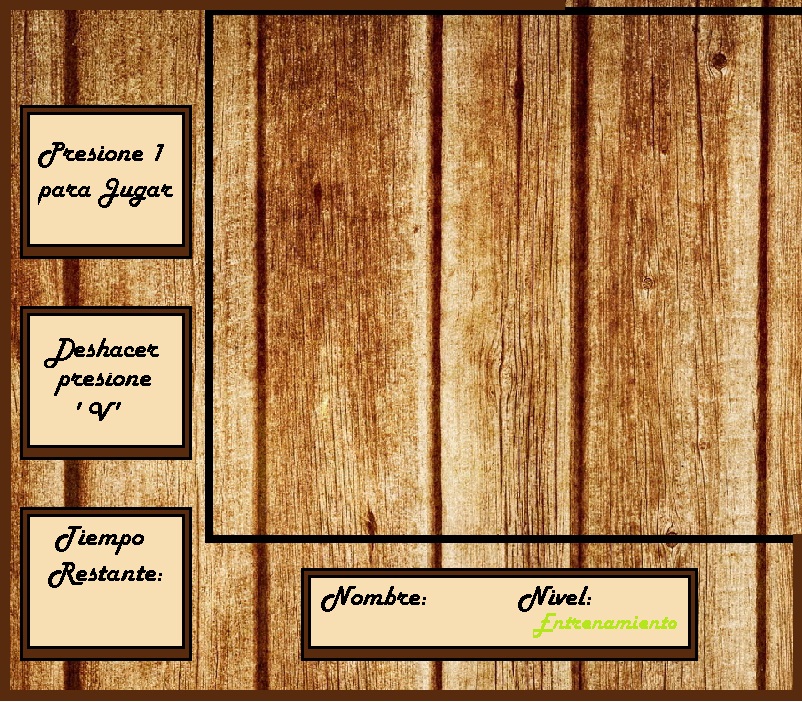 Presione 1
para Jugar
Deshacer
presione
' V'
Tiempo
Restante:
Nombre:
Nivel:
Entrenamiento